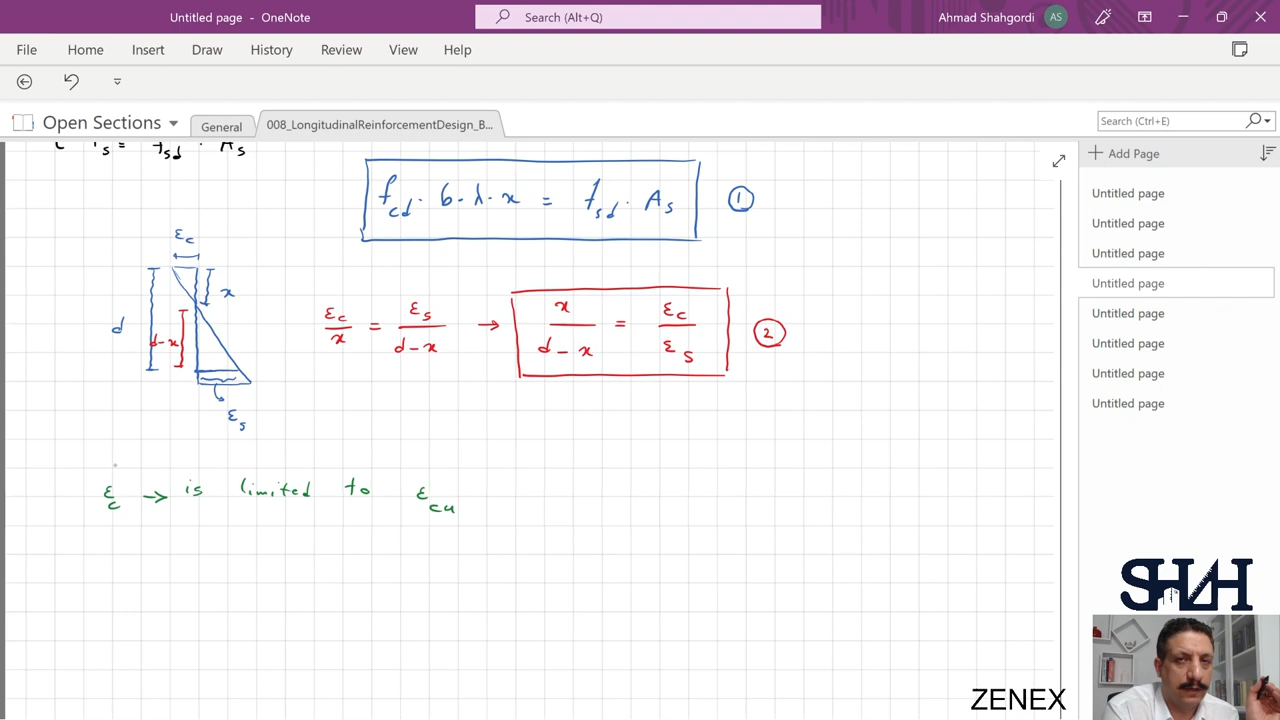 Untitled page - OneNote
Search (Alt+Q)
Ahmad Shahgordi
AS
File Home Insert Draw History Review View Help
Open Sections
General
008_LongitudinalReinforcementDesign_B...
Search (Ctrl+E)
Add Page
Untitled page
Untitled page
Untitled page
Untitled page
Untitled page
Untitled page
Untitled page
Untitled page
s = fsd · As
fcd · b · λ · x = fsd · As ①
εc
x
d
d-x
εs
εc/x = εs/(d-x) → x/(d-x) = εc/εs ②
εc → is limited to εcu
SHZH
ZENEX